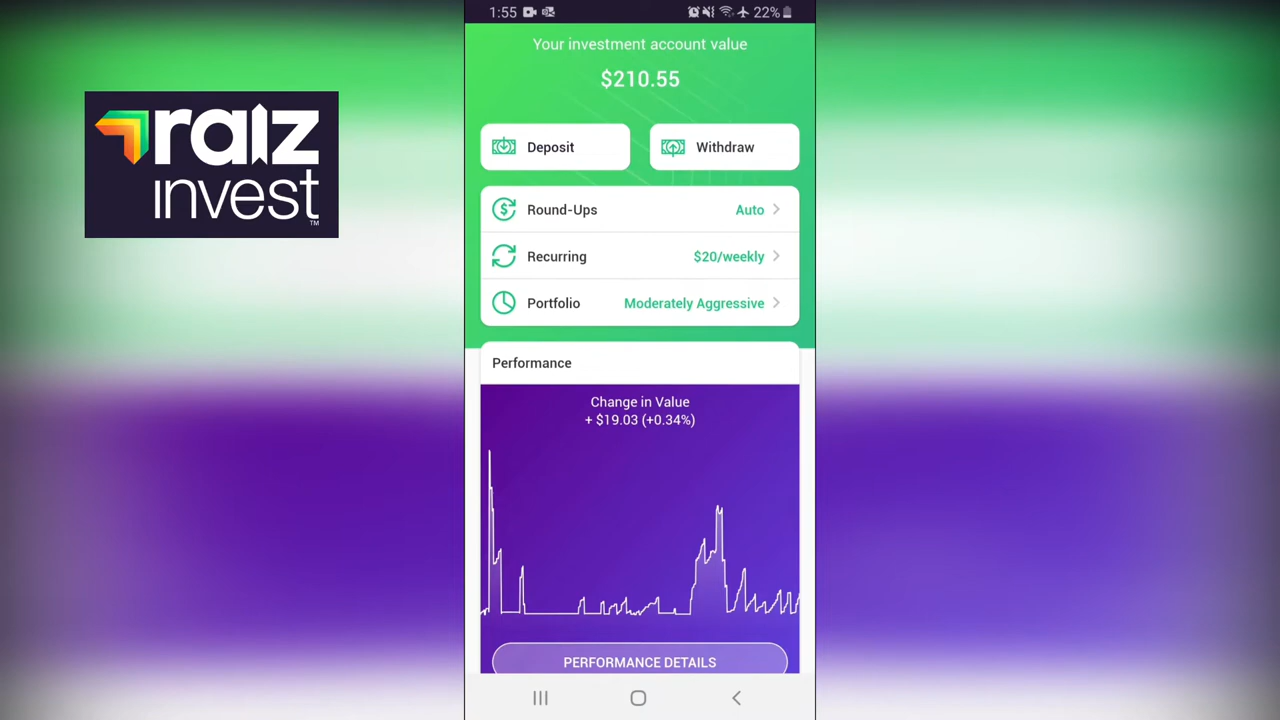 1:55
22%
raiz
invest
TM
Your investment account value
$210.55
Deposit
Withdraw
Round-Ups
Auto
Recurring
$20/weekly
Portfolio
Moderately Aggressive
Performance
Change in Value
+ $19.03 (+0.34%)
PERFORMANCE DETAILS